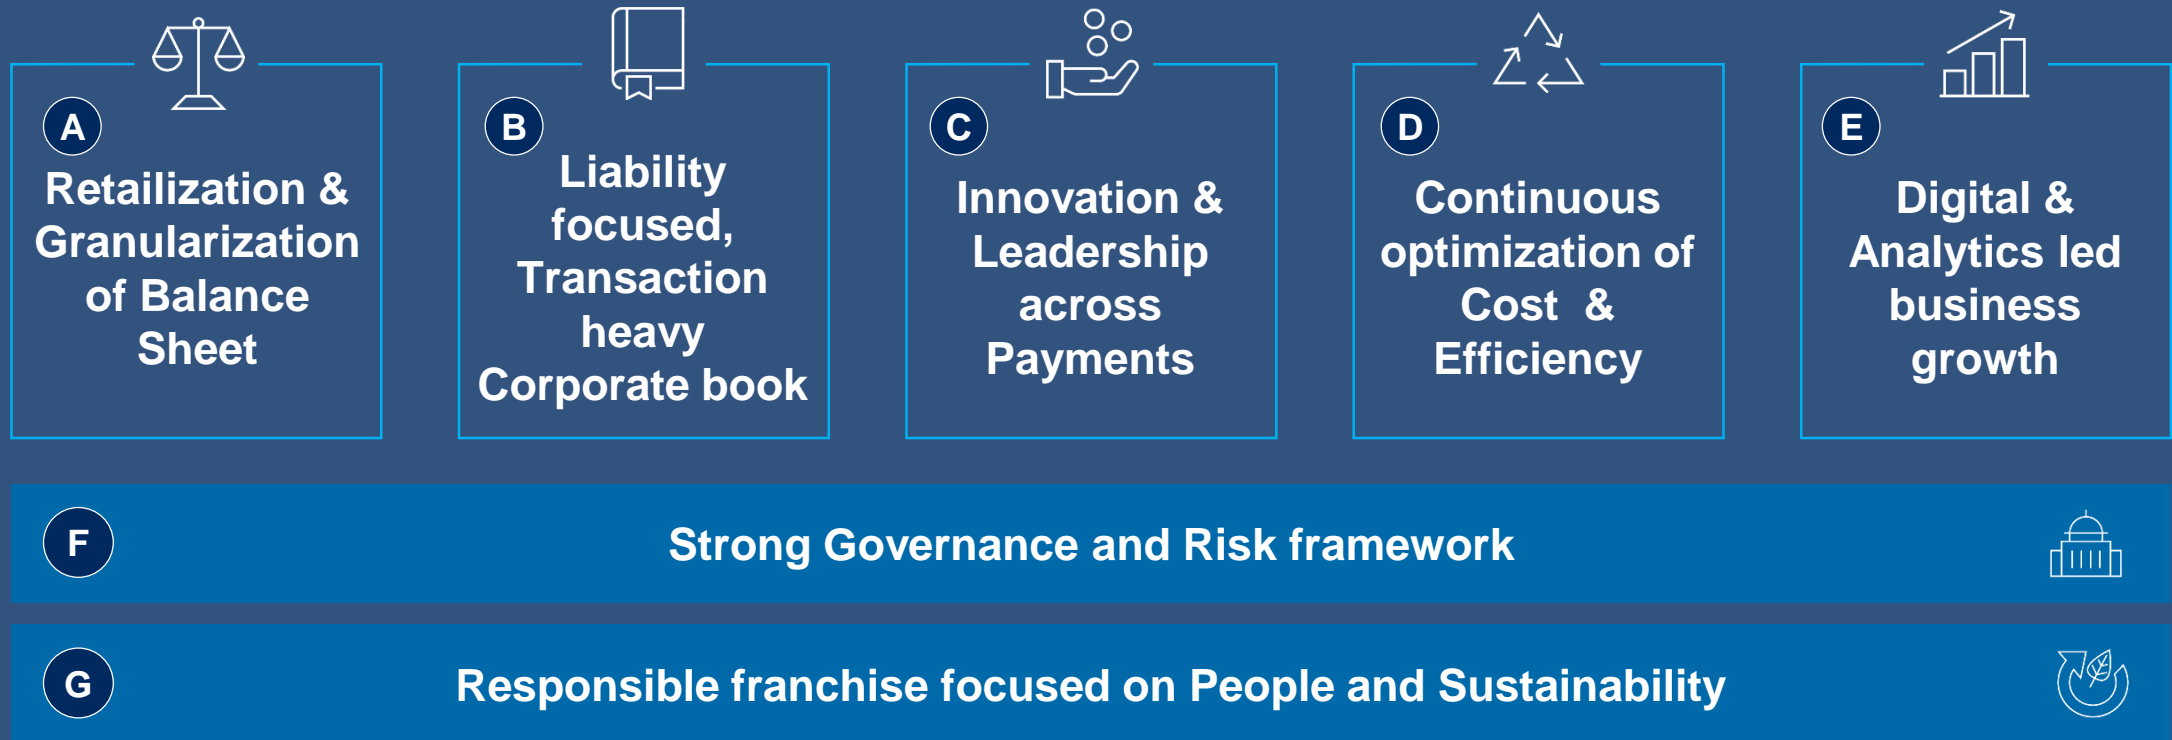 A
Retailization &
Granularization
of Balance
Sheet
B
Liability
focused,
Transaction
heavy
Corporate book
C
Innovation &
Leadership
across
Payments
D
Continuous
optimization of
Cost &
Efficiency
E
Digital &
Analytics led
business
growth
F
Strong Governance and Risk framework
G
Responsible franchise focused on People and Sustainability